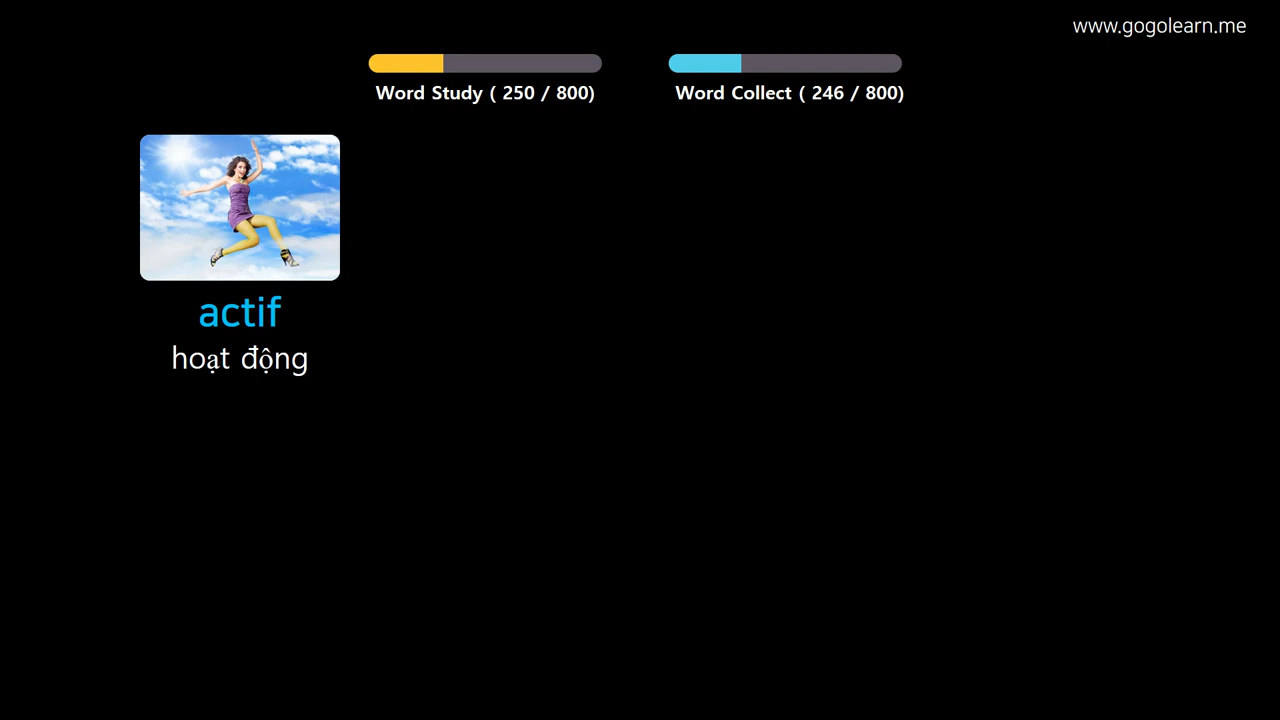 www.gogolearn.me
Word Study ( 250 / 800)
Word Collect ( 246 / 800)
actif
hoạt động